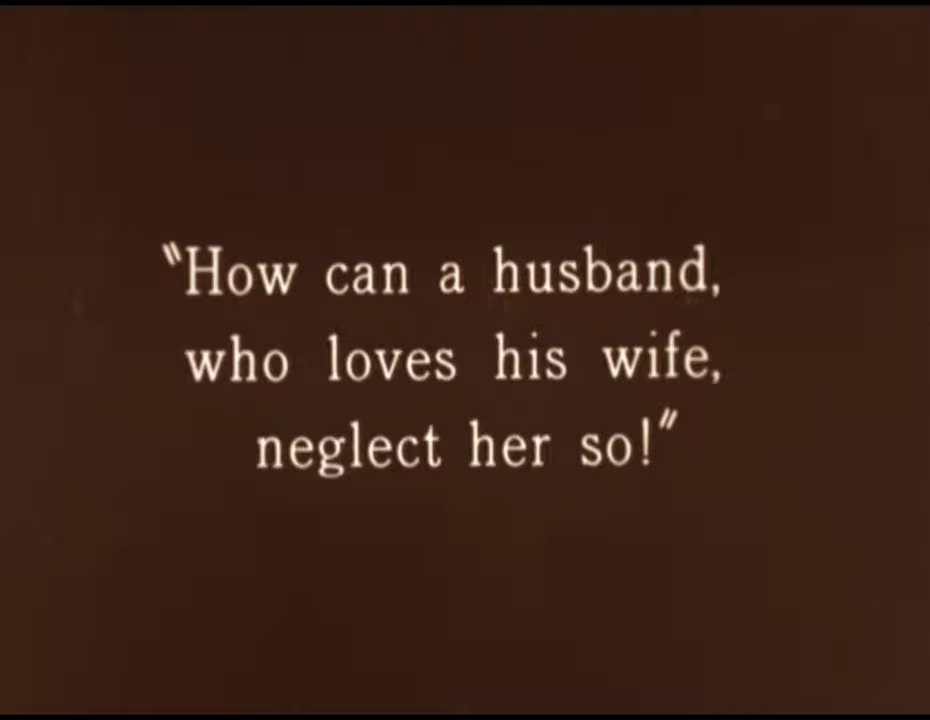 "How can a husband,
who loves his wife,
neglect her so!"